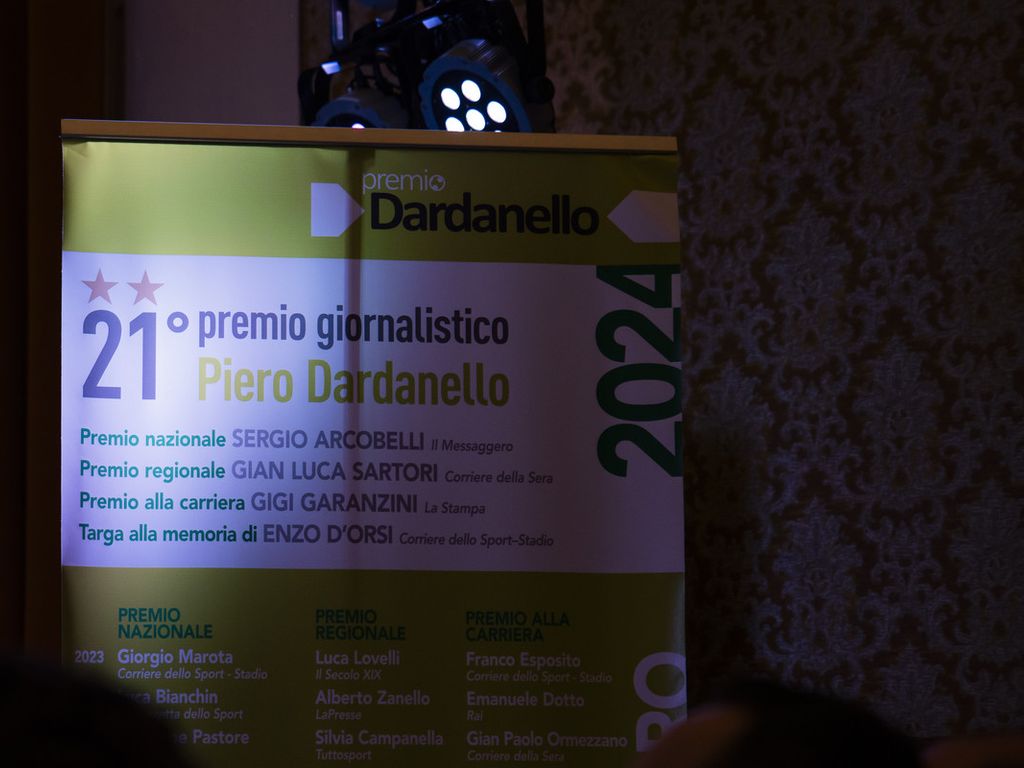 premio
Dardanello
21° premio giornalistico
Piero Dardanello
2024
Premio nazionale SERGIO ARCOBELLI Il Messaggero
Premio regionale GIAN LUCA SARTORI Corriere della Sera
Premio alla carriera GIGI GARANZINI La Stampa
Targa alla memoria di ENZO D'ORSI Corriere dello Sport–Stadio
PREMIO NAZIONALE
PREMIO REGIONALE
PREMIO ALLA CARRIERA
2023 Giorgio Marota Luca Lovelli Franco Esposito
Corriere dello Sport - Stadio Il Secolo XIX Corriere dello Sport - Stadio
Bianchin Alberto Zanello Emanuele Dotto
dello Sport LaPresse Rai
Pastore Silvia Campanella Gian Paolo Ormezzano
Tuttosport Corriere della Sera